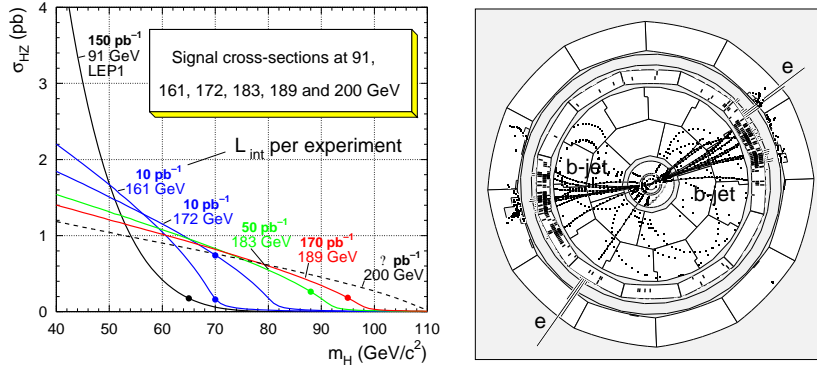 σHZ (pb)
4
3
2
1
0
150 pb⁻¹
91 GeV
LEP1
Signal cross-sections at 91,
161, 172, 183, 189 and 200 GeV
L int per experiment
10 pb⁻¹
161 GeV
10 pb⁻¹
172 GeV
50 pb⁻¹
183 GeV
170 pb⁻¹
189 GeV
? pb⁻¹
200 GeV
40 50 60 70 80 90 100 110
mH (GeV/c²)
e
b-jet
b-jet
e